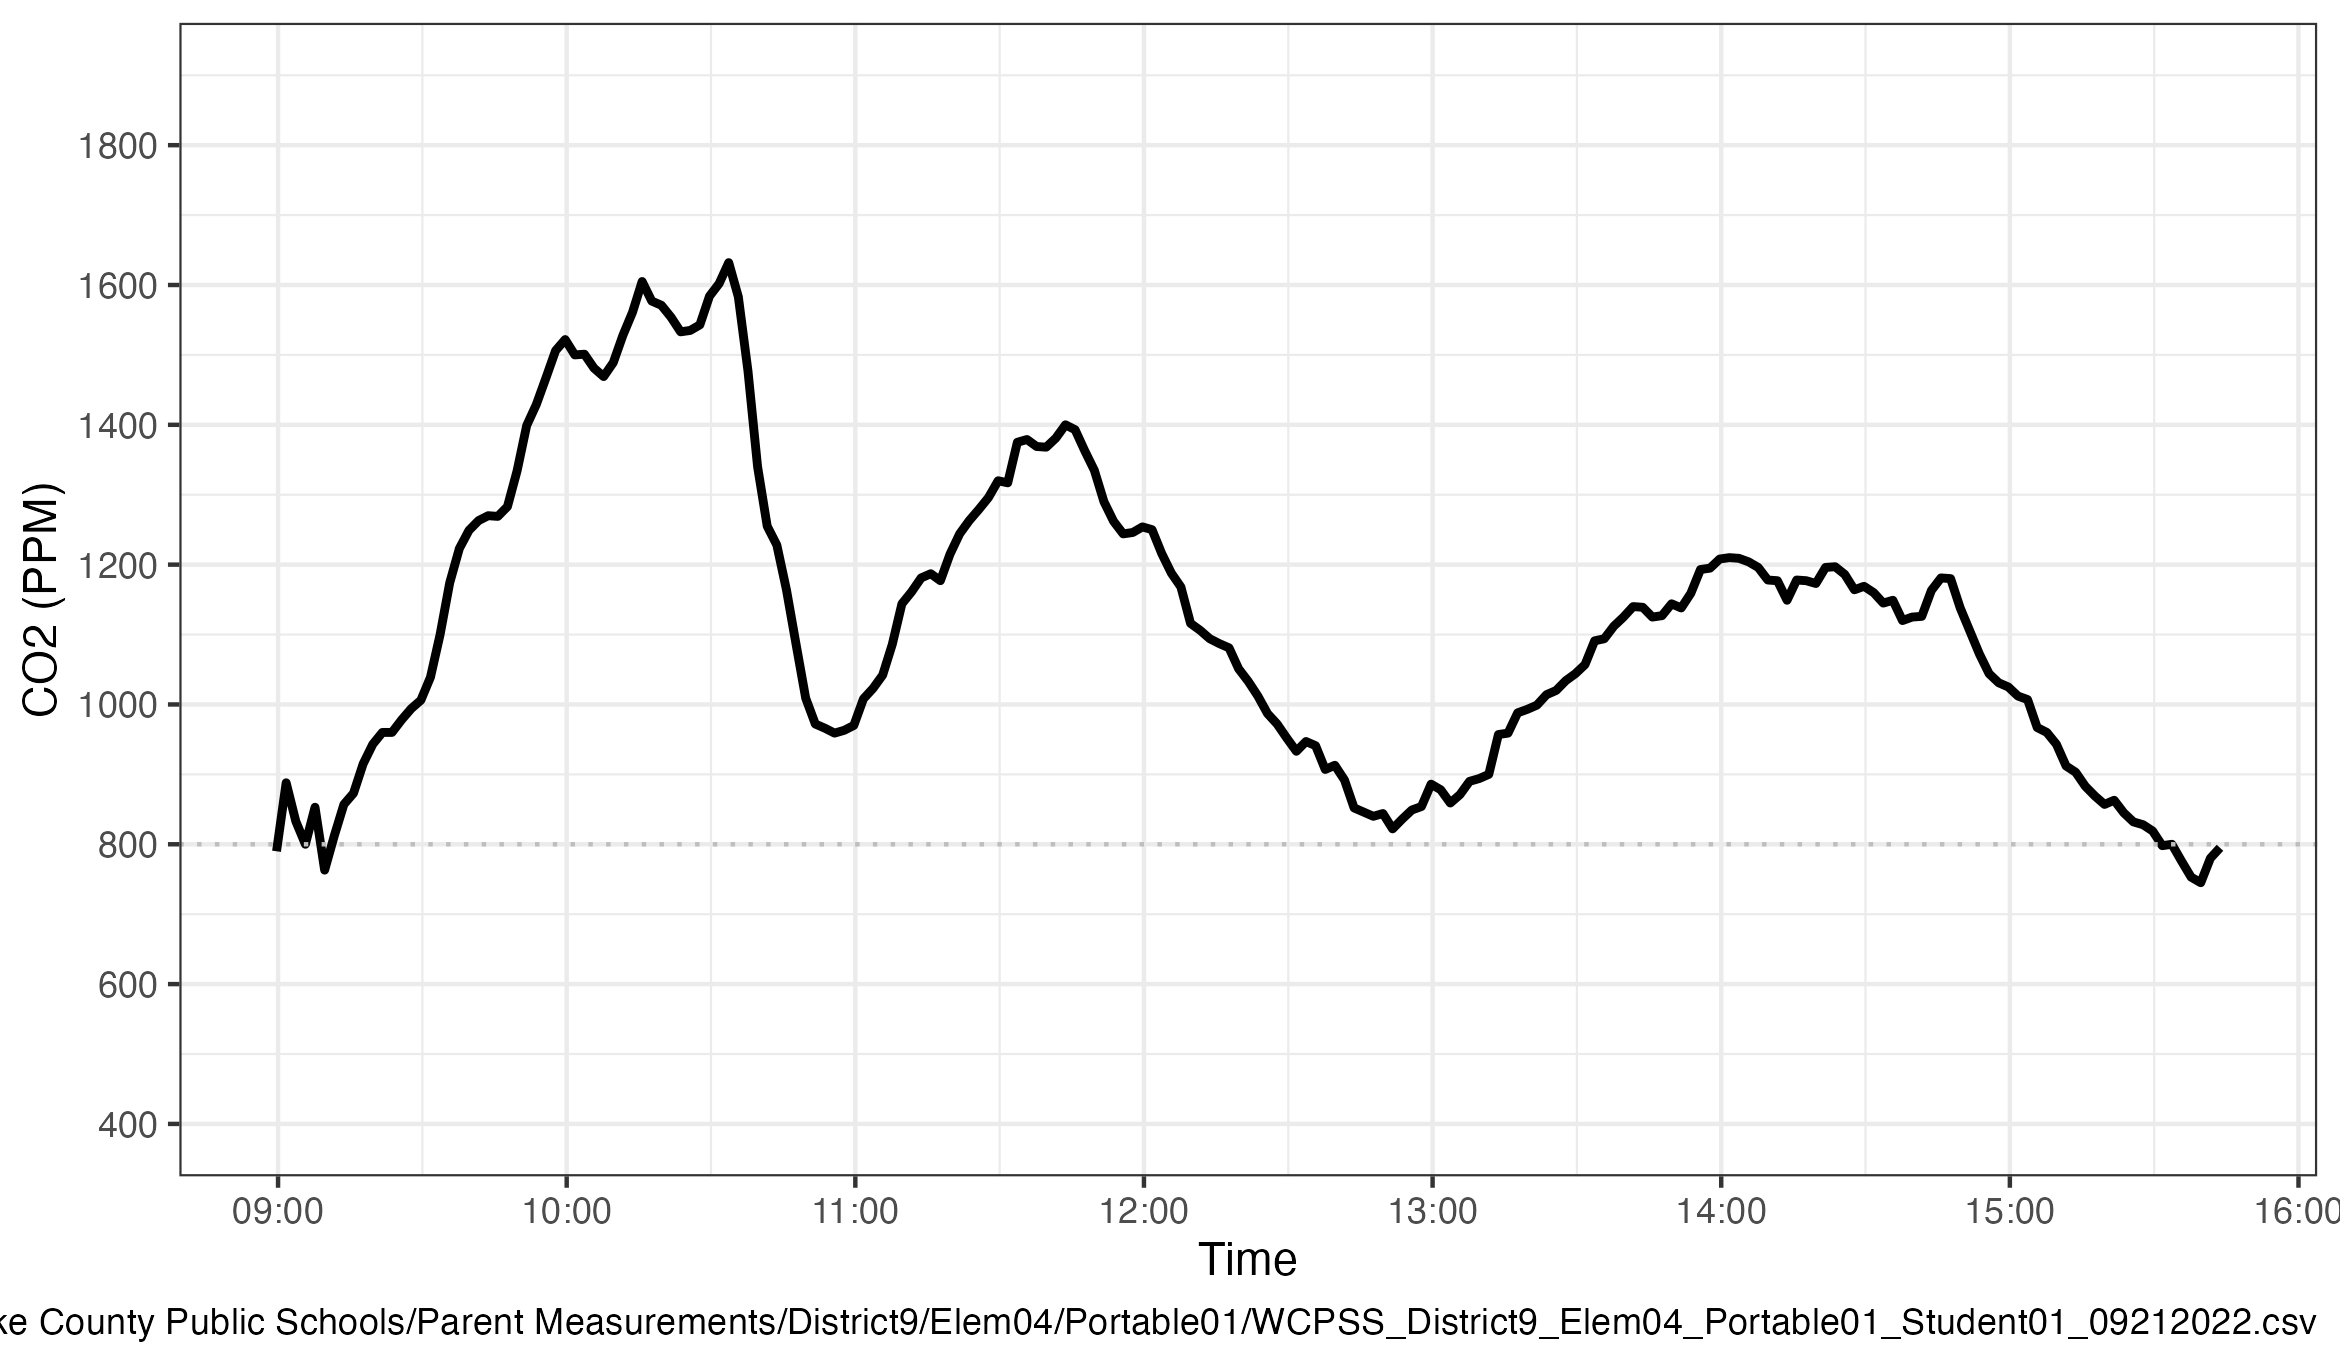 CO2 (PPM)
1800
1600
1400
1200
1000
800
600
400
09:00 10:00 11:00 12:00 13:00 14:00 15:00 16:00
Time
County Public Schools/Parent Measurements/District9/Elem04/Portable01/WCPSS_District9_Elem04_Portable01_Student01_09212022.csv